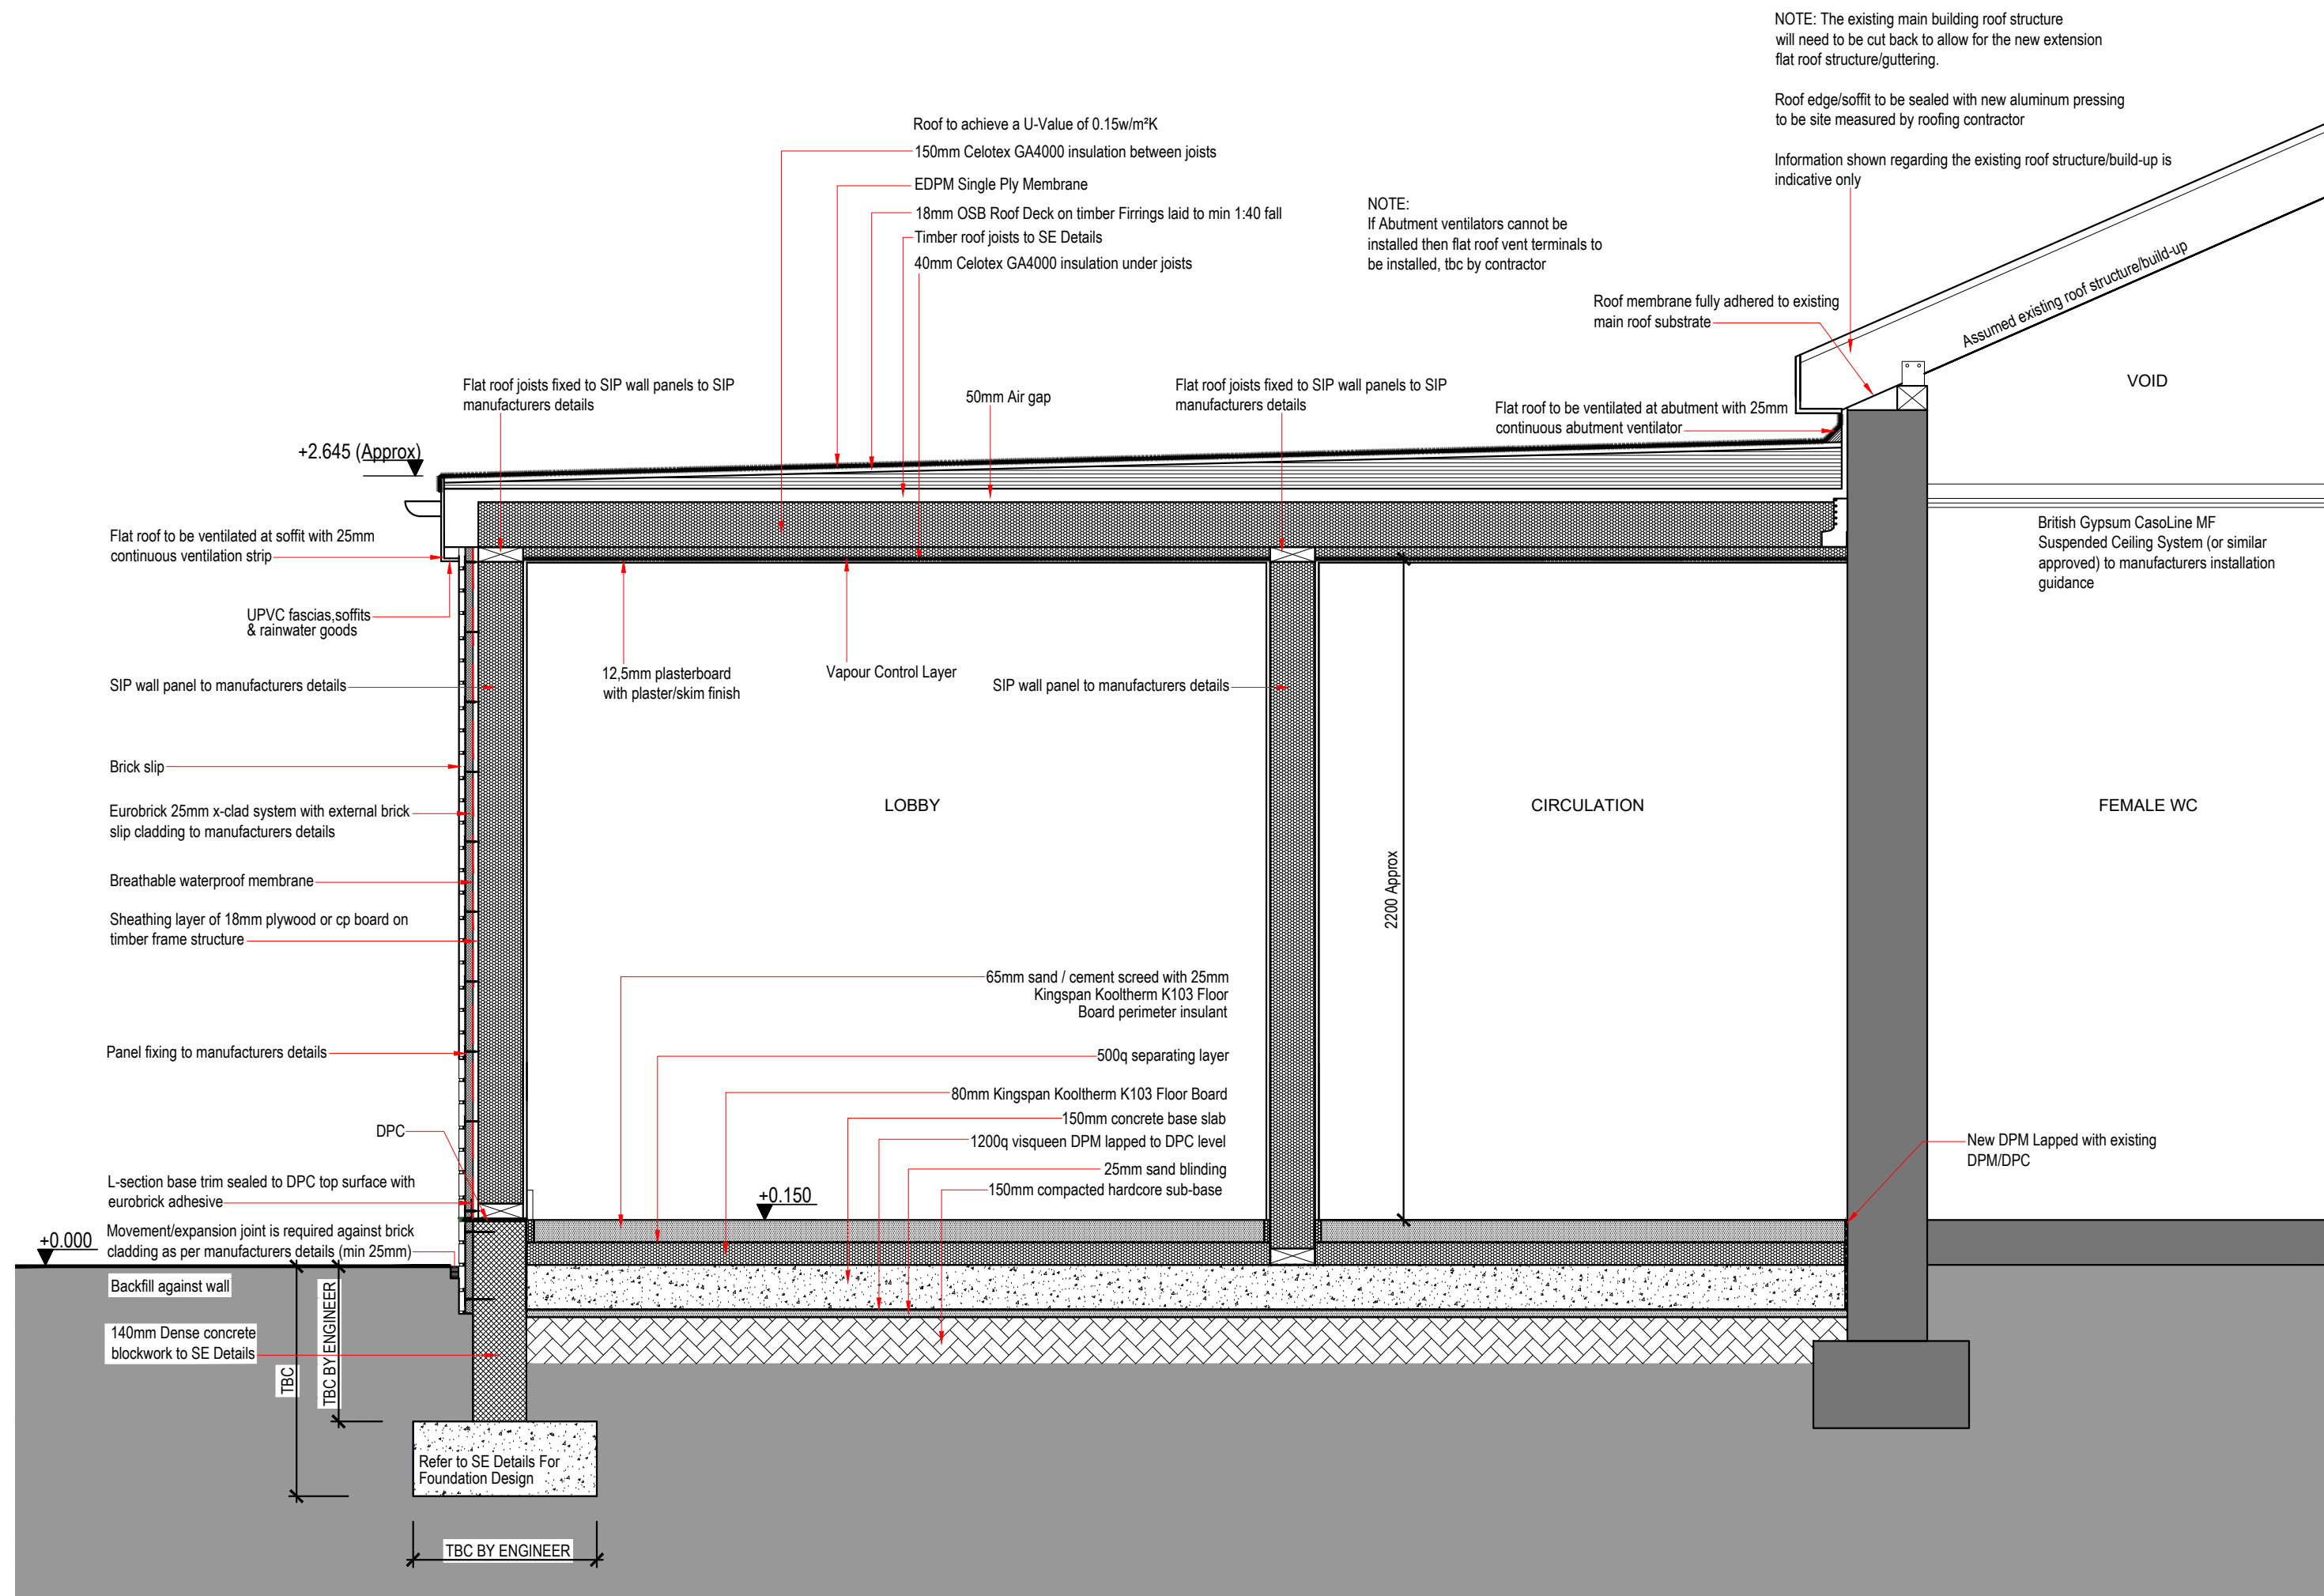 NOTE: The existing main building roof structure
will need to be cut back to allow for the new extension
flat roof structure/guttering.
Roof edge/soffit to be sealed with new aluminum pressing
to be site measured by roofing contractor
Information shown regarding the existing roof structure/build-up is
indicative only
Roof to achieve a U-Value of 0.15w/m²K
150mm Celotex GA4000 insulation between joists
EDPM Single Ply Membrane
18mm OSB Roof Deck on timber Firrings laid to min 1:40 fall
Timber roof joists to SE Details
40mm Celotex GA4000 insulation under joists
NOTE:
If Abutment ventilators cannot be
installed then flat roof vent terminals to
be installed, tbc by contractor
Roof membrane fully adhered to existing
main roof substrate
Assumed existing roof structure/build-up
VOID
Flat roof joists fixed to SIP wall panels to SIP
manufacturers details
50mm Air gap
Flat roof joists fixed to SIP wall panels to SIP
manufacturers details
Flat roof to be ventilated at abutment with 25mm
continuous abutment ventilator
+2.645 (Approx)
Flat roof to be ventilated at soffit with 25mm
continuous ventilation strip
British Gypsum CasoLine MF
Suspended Ceiling System (or similar
approved) to manufacturers installation
guidance
UPVC fascias,soffits
& rainwater goods
SIP wall panel to manufacturers details
12,5mm plasterboard
with plaster/skim finish
Vapour Control Layer
SIP wall panel to manufacturers details
Brick slip
LOBBY
CIRCULATION
FEMALE WC
Eurobrick 25mm x-clad system with external brick
slip cladding to manufacturers details
Breathable waterproof membrane
2200 Approx
Sheathing layer of 18mm plywood or cp board on
timber frame structure
65mm sand / cement screed with 25mm
Kingspan Kooltherm K103 Floor
Board perimeter insulant
Panel fixing to manufacturers details
500q separating layer
80mm Kingspan Kooltherm K103 Floor Board
150mm concrete base slab
DPC
1200q visqueen DPM lapped to DPC level
New DPM Lapped with existing
DPM/DPC
25mm sand blinding
150mm compacted hardcore sub-base
L-section base trim sealed to DPC top surface with
eurobrick adhesive
+0.150
Movement/expansion joint is required against brick
cladding as per manufacturers details (min 25mm)
+0.000
Backfill against wall
140mm Dense concrete
blockwork to SE Details
TBC
TBC BY ENGINEER
Refer to SE Details For
Foundation Design
TBC BY ENGINEER